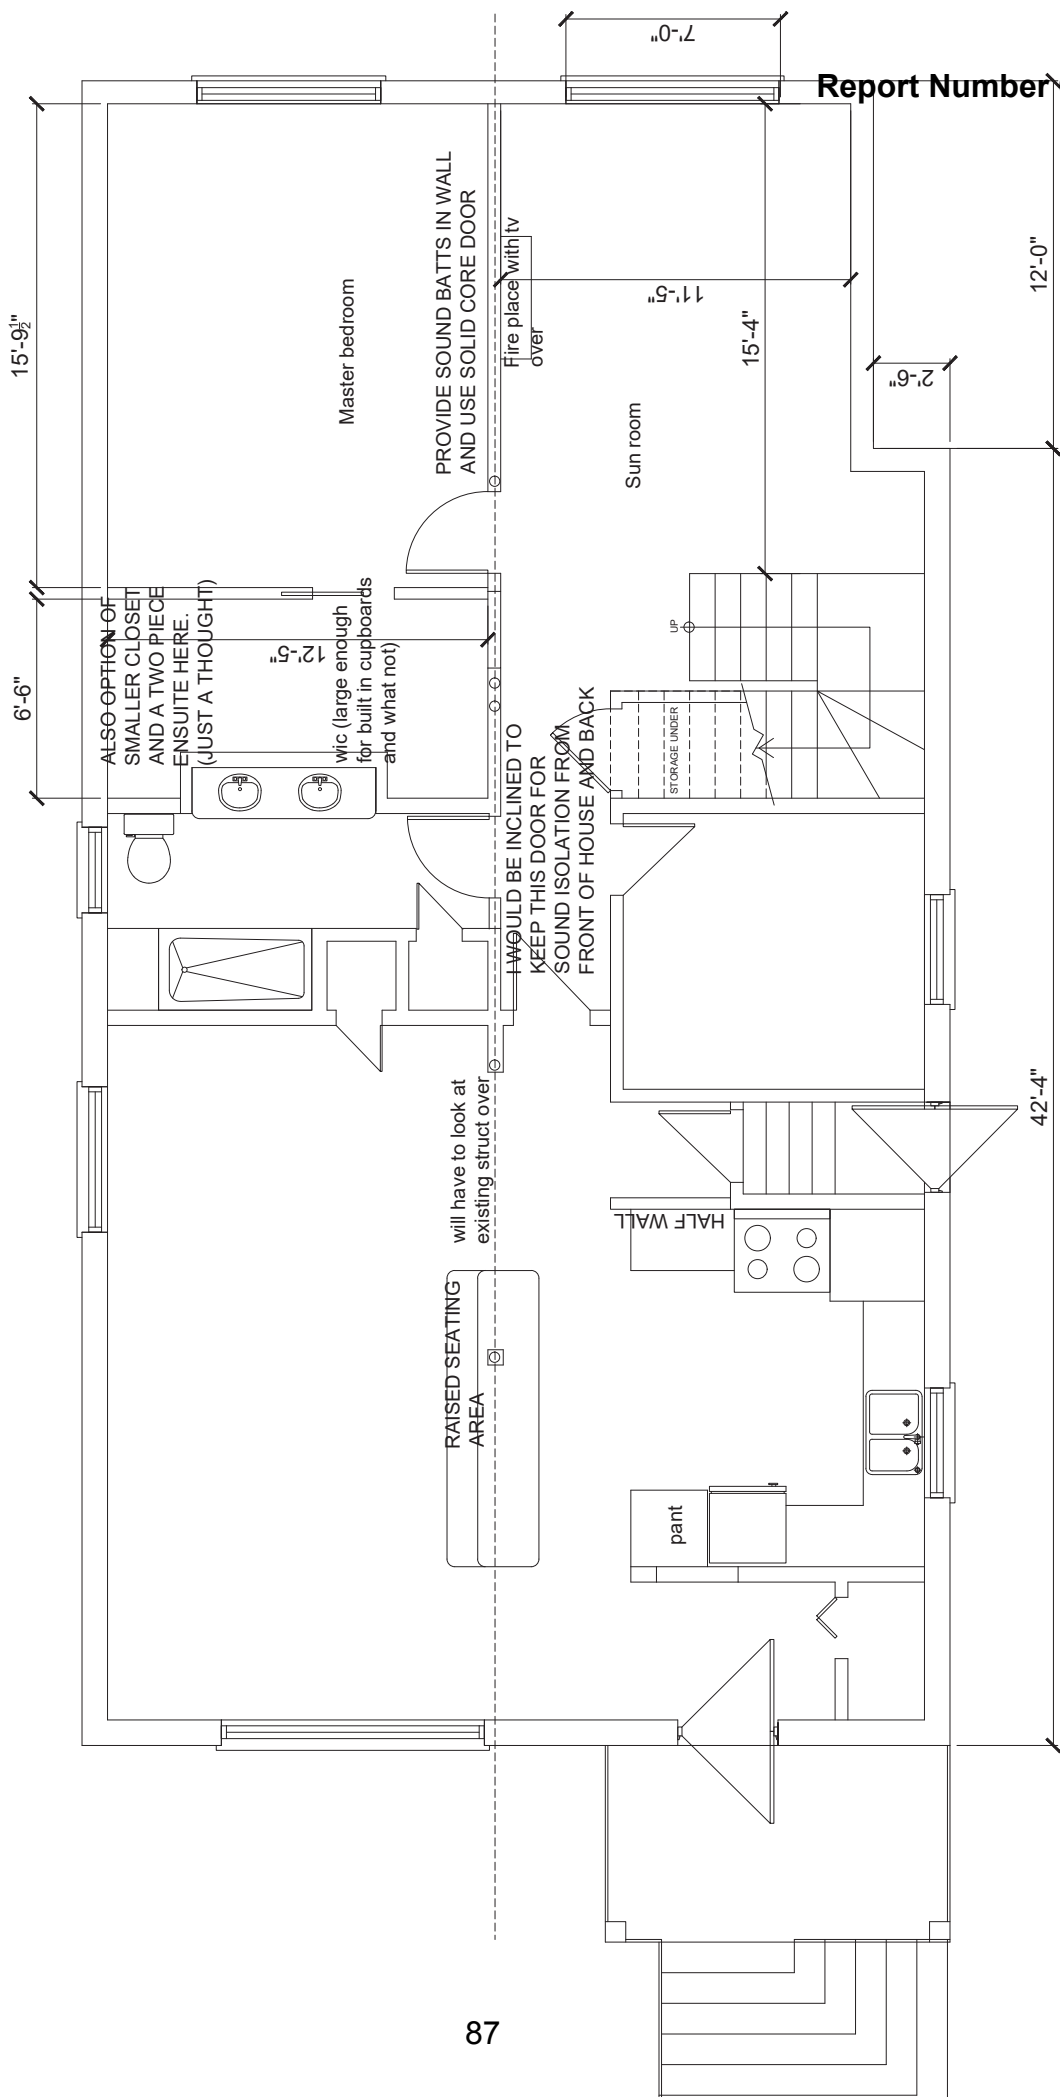 Report Number
7'-0"
15'-9 1/2"
6'-6"
12'-0"
42'-4"
2'-6"
15'-4"
11'-5"
12'-5"
Master bedroom
PROVIDE SOUND BATTS IN WALL
AND USE SOLID CORE DOOR
Fire place with tv
over
Sun room
ALSO OPTION OF
SMALLER CLOSET
AND A TWO PIECE
ENSUITE HERE.
(JUST A THOUGHT)
wic (large enough
for built in cupboards
and what not)
UP
STORAGE UNDER
I WOULD BE INCLINED TO
KEEP THIS DOOR FOR
SOUND ISOLATION FROM
FRONT OF HOUSE AND BACK
will have to look at
existing struct over
HALF WALL
RAISED SEATING
AREA
pant
87